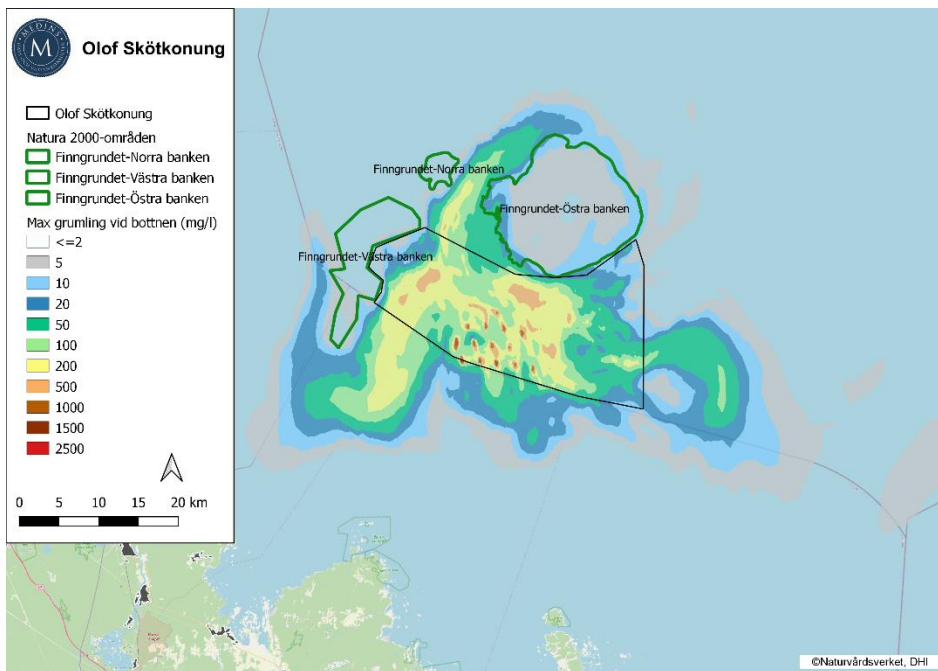 MEDINS
M
Olof Skötkonung
Olof Skötkonung
Natura 2000-områden
Finngrundet-Norra banken
Finngrundet-Västra banken
Finngrundet-Östra banken
Max grumling vid bottnen (mg/l)
<=2
5
10
20
50
100
200
500
1000
1500
2500
0 5 10 15 20 km
Finngrundet-Norra banken
Finngrundet-Östra banken
Finngrundet-Västra banken
©Naturvårdsverket, DHI